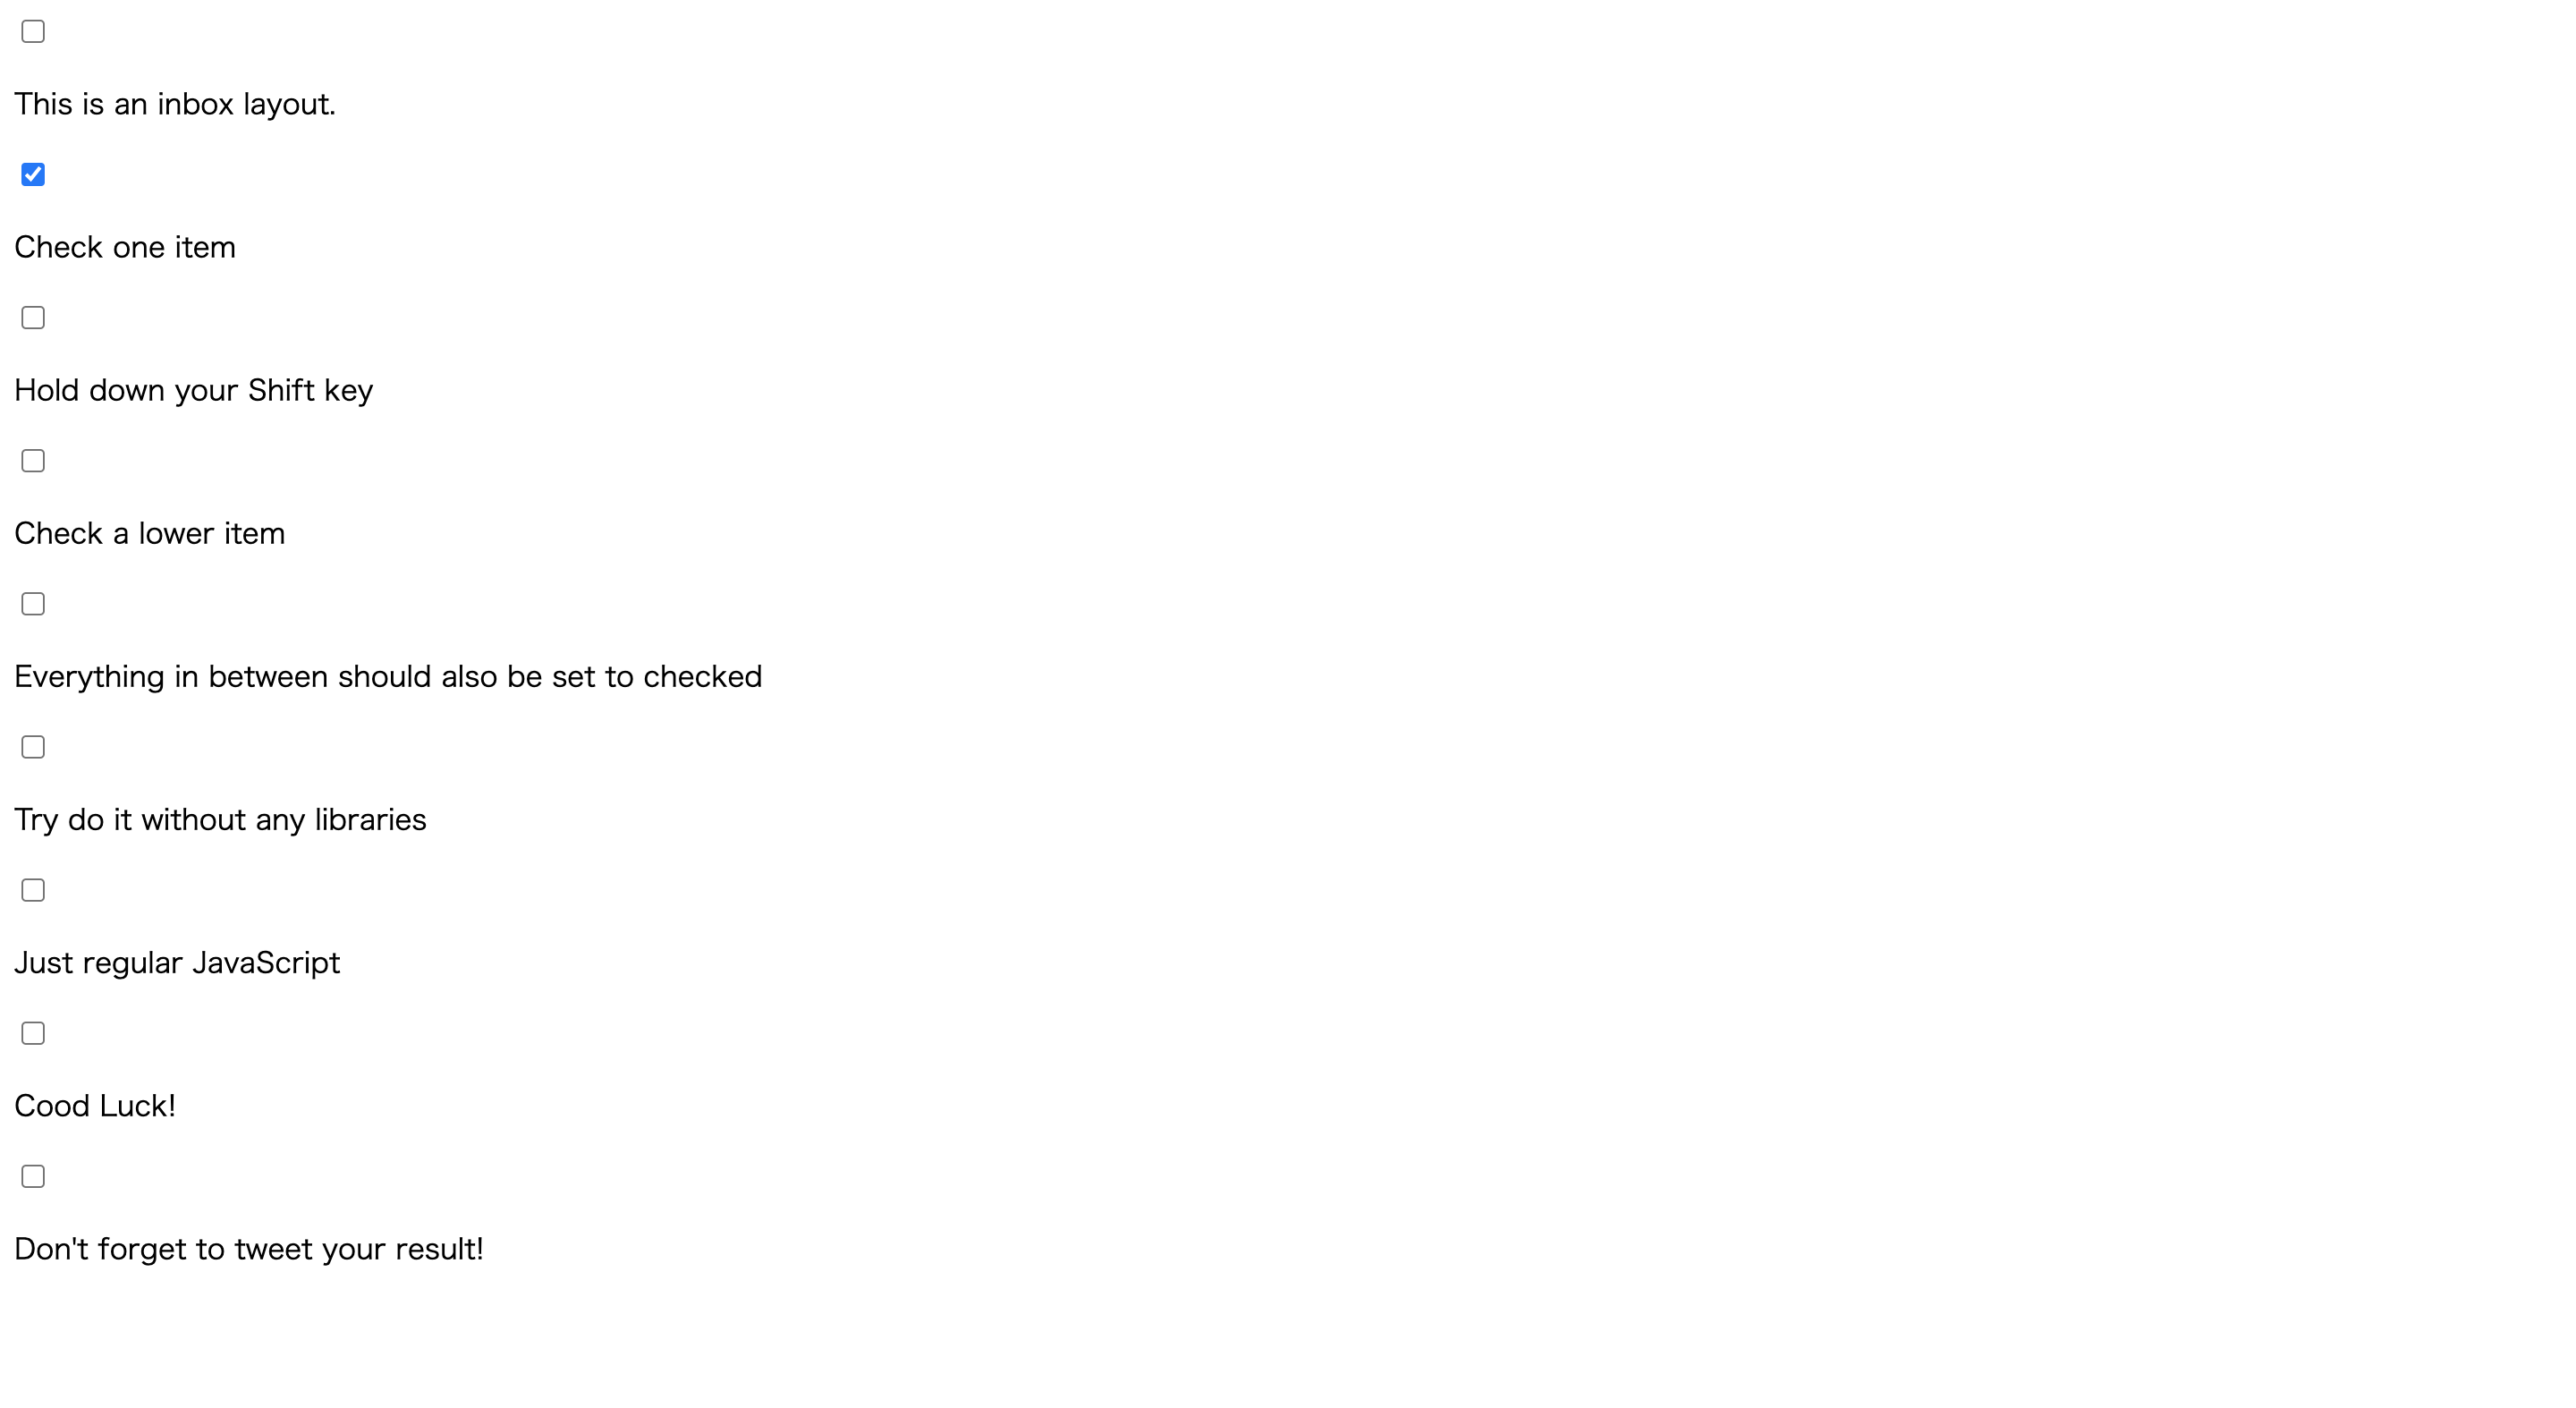 This is an inbox layout.
Check one item
Hold down your Shift key
Check a lower item
Everything in between should also be set to checked
Try do it without any libraries
Just regular JavaScript
Cood Luck!
Don't forget to tweet your result!